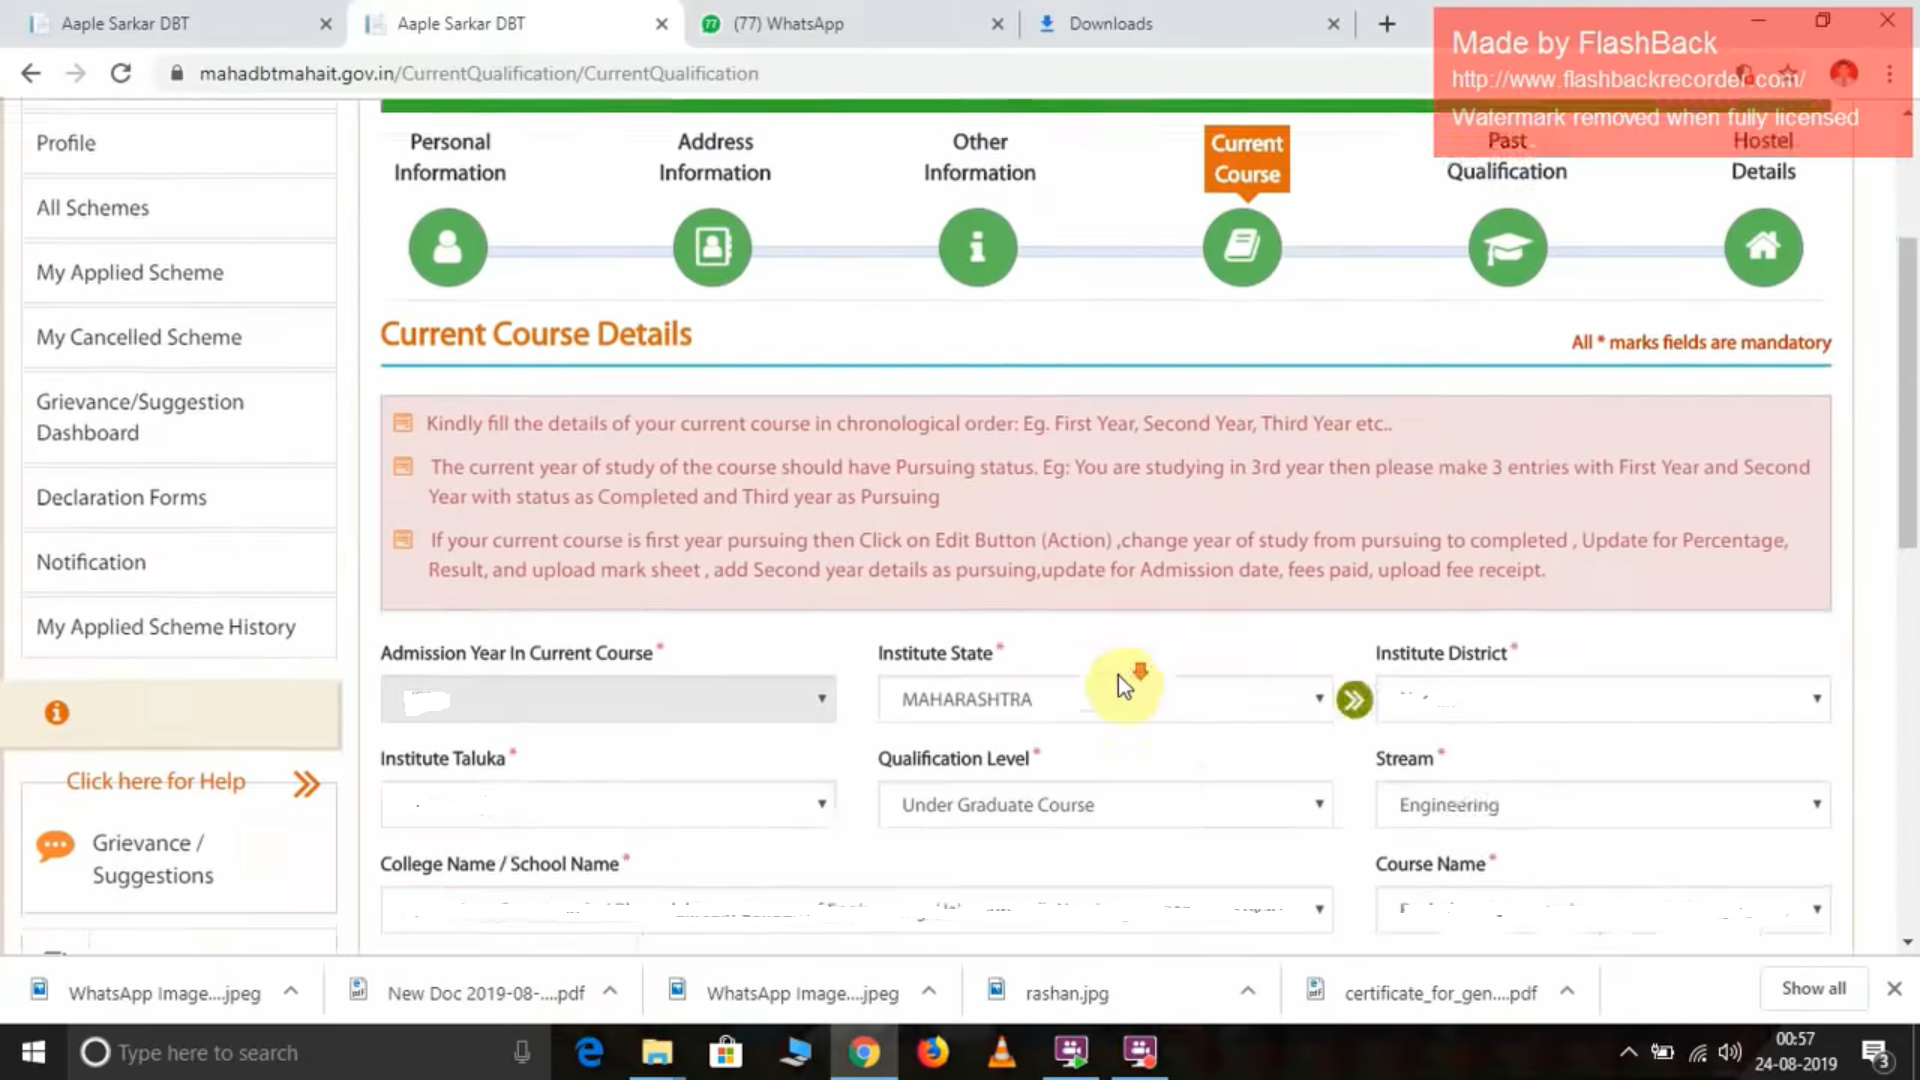 Aaple Sarkar DBT
Aaple Sarkar DBT
(77) WhatsApp
Downloads
Made by FlashBack
http://www.flashbackrecorder.com/
Watermark removed when fully licensed
mahadbtmahait.gov.in/CurrentQualification/CurrentQualification
Profile
All Schemes
My Applied Scheme
My Cancelled Scheme
Grievance/Suggestion
Dashboard
Declaration Forms
Notification
My Applied Scheme History
Click here for Help
Grievance /
Suggestions
Personal
Information
Address
Information
Other
Information
Current
Course
Past
Qualification
Hostel
Details
Current Course Details
All * marks fields are mandatory
Kindly fill the details of your current course in chronological order: Eg. First Year, Second Year, Third Year etc..
The current year of study of the course should have Pursuing status. Eg: You are studying in 3rd year then please make 3 entries with First Year and Second
Year with status as Completed and Third year as Pursuing
If your current course is first year pursuing then Click on Edit Button (Action) ,change year of study from pursuing to completed , Update for Percentage,
Result, and upload mark sheet , add Second year details as pursuing,update for Admission date, fees paid, upload fee receipt.
Admission Year In Current Course *
Institute State *
Institute District *
MAHARASHTRA
Institute Taluka *
Qualification Level *
Stream *
Under Graduate Course
Engineering
College Name / School Name *
Course Name *
WhatsApp Image....jpeg
New Doc 2019-08-....pdf
WhatsApp Image....jpeg
rashan.jpg
certificate_for_gen....pdf
Show all
Type here to search
00:57
24-08-2019
3